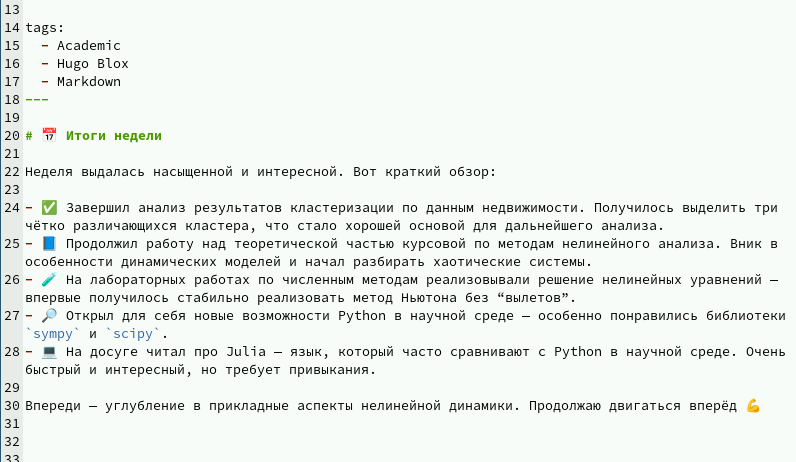 13
14 tags:
15   - Academic
16   - Hugo Blox
17   - Markdown
18 ---
19
20 # 📅 Итоги недели
21
22 Неделя выдалась насыщенной и интересной. Вот краткий обзор:
23
24 - ✅ Завершил анализ результатов кластеризации по данным недвижимости. Получилось выделить три
чётко различающихся кластера, что стало хорошей основой для дальнейшего анализа.
25 - 📘 Продолжил работу над теоретической частью курсовой по методам нелинейного анализа. Вник в
особенности динамических моделей и начал разбирать хаотические системы.
26 - 🧪 На лабораторных работах по численным методам реализовывали решение нелинейных уравнений —
впервые получилось стабильно реализовать метод Ньютона без “вылетов”.
27 - 🔎 Открыл для себя новые возможности Python в научной среде — особенно понравились библиотеки
`sympy` и `scipy`.
28 - 💻 На досуге читал про Julia — язык, который часто сравнивают с Python в научной среде. Очень
быстрый и интересный, но требует привыкания.
29
30 Впереди — углубление в прикладные аспекты нелинейной динамики. Продолжаю двигаться вперёд 💪
31
32
33